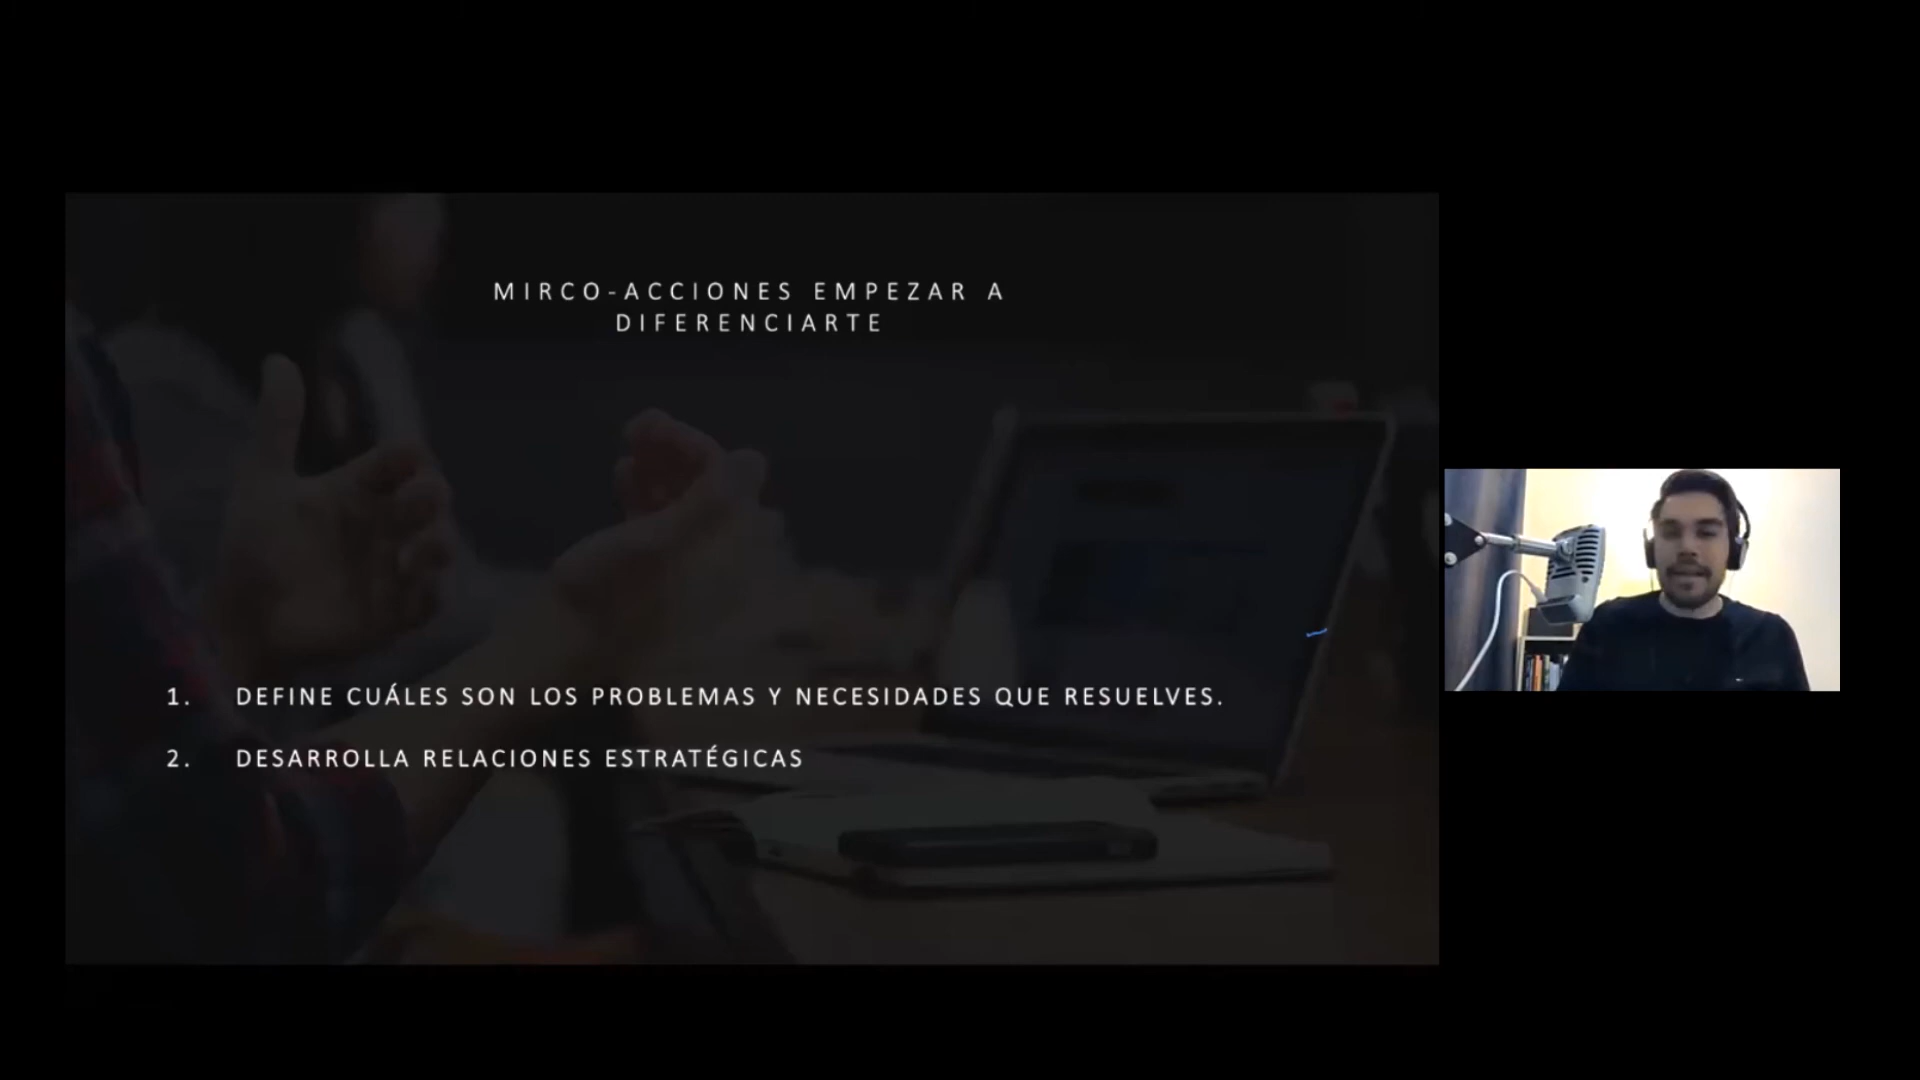 MIRCO-ACCIONES EMPEZAR A
DIFERENCIARTE
1. DEFINE CUÁLES SON LOS PROBLEMAS Y NECESIDADES QUE RESUELVES.
2. DESARROLLA RELACIONES ESTRATÉGICAS